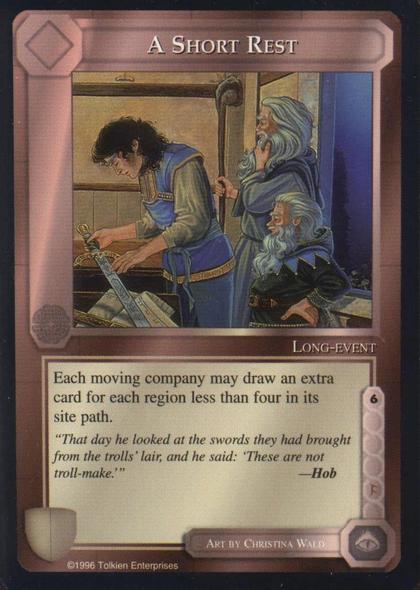 A Short Rest
Long-event
Each moving company may draw an extra
card for each region less than four in its
site path.
“That day he looked at the swords they had brought
from the trolls’ lair, and he said: ‘These are not
troll-make.’” —Hob
6
F
Art by Christina Wald
©1996 Tolkien Enterprises